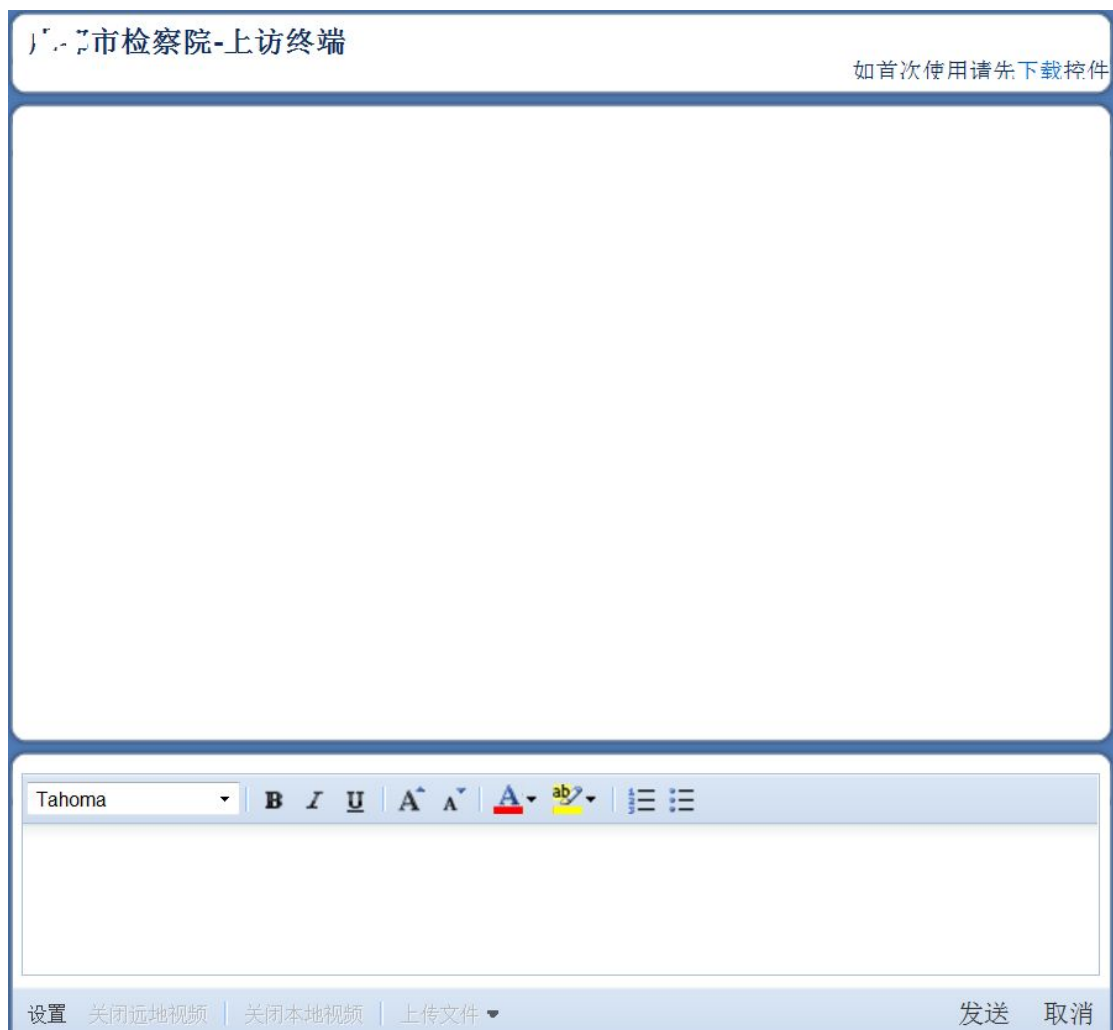 市检察院-上访终端
如首次使用请先下载控件
Tahoma
B I U A A A ab
设置 关闭远地视频 关闭本地视频 上传文件
发送 取消